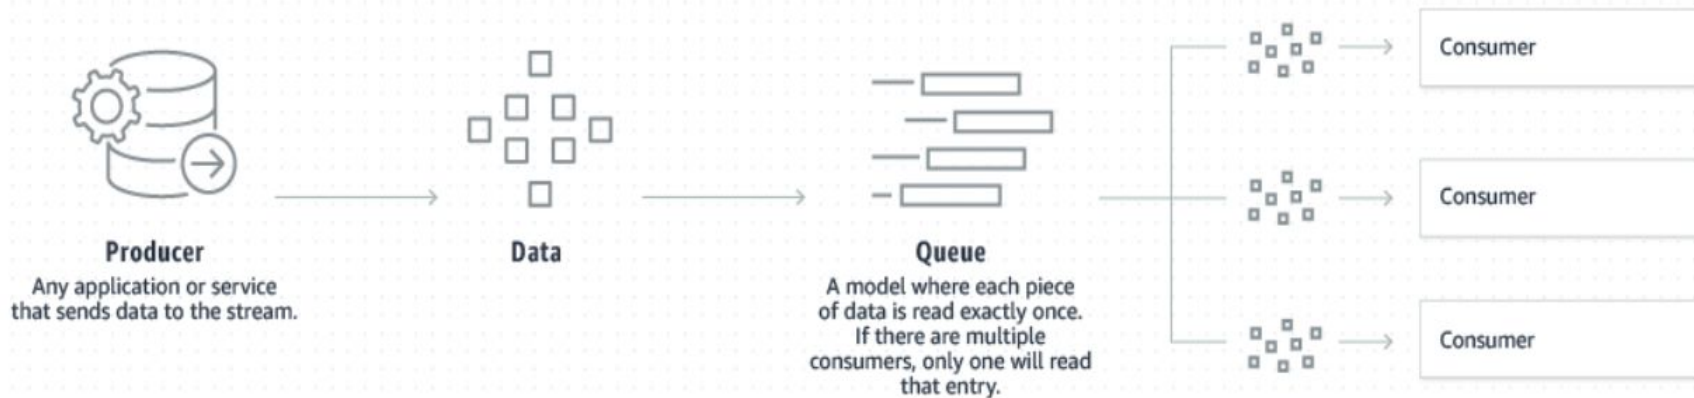 Producer
Any application or service
that sends data to the stream.
Data
Queue
A model where each piece
of data is read exactly once.
If there are multiple
consumers, only one will read
that entry.
Consumer
Consumer
Consumer